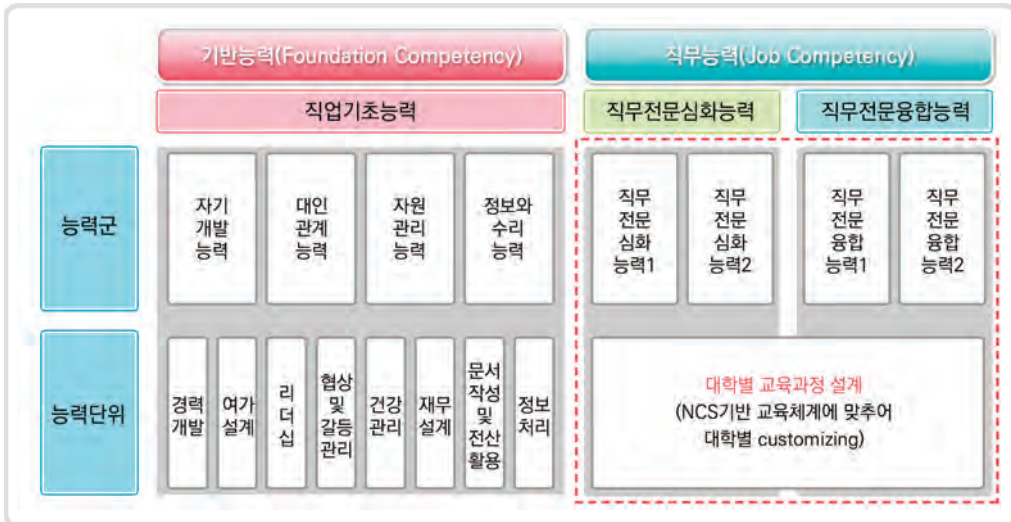 기반능력(Foundation Competency)
직무능력(Job Competency)
직업기초능력
직무전문심화능력
직무전문융합능력
능력군
자기
개발
능력
대인
관계
능력
자원
관리
능력
정보와
수리
능력
직무
전문
심화
능력1
직무
전문
심화
능력2
직무
전문
융합
능력1
직무
전문
융합
능력2
능력단위
경력
개발
여가
설계
리
더
십
협상
및
갈등
관리
건강
관리
재무
설계
문서
작성
및
전산
활용
정보
처리
대학별 교육과정 설계
(NCS기반 교육체계에 맞추어
대학별 customizing)